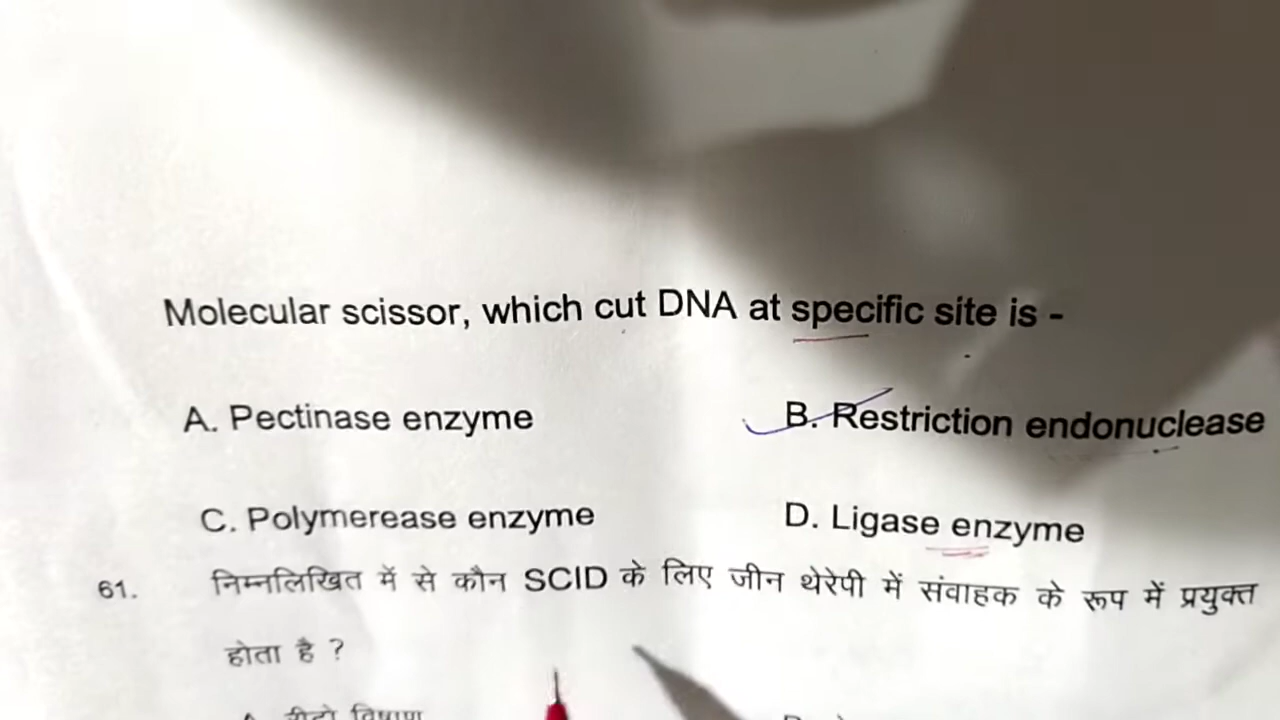 Molecular scissor, which cut DNA at specific site is -
A. Pectinase enzyme
B. Restriction endonuclease
C. Polymerease enzyme
D. Ligase enzyme
61. निम्नलिखित में से कौन SCID के लिए जीन थेरेपी में संवाहक के रूप में प्रयुक्त
होता है ?